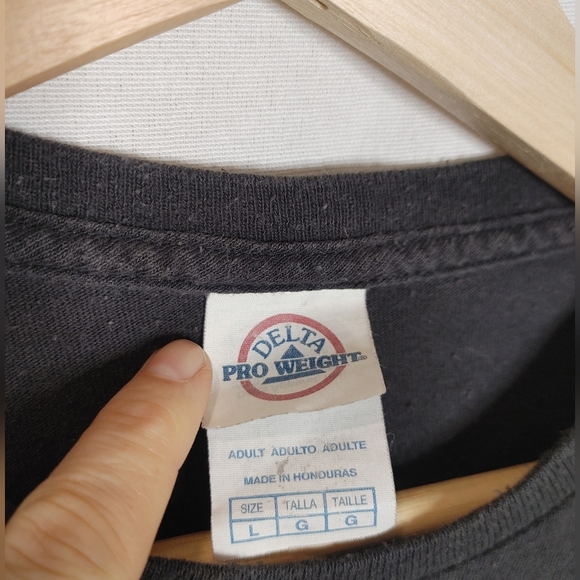 DELTA
PRO WEIGHT
ADULT ADULTO ADULTE
MADE IN HONDURAS
SIZE TALLA TAILLE
L G G